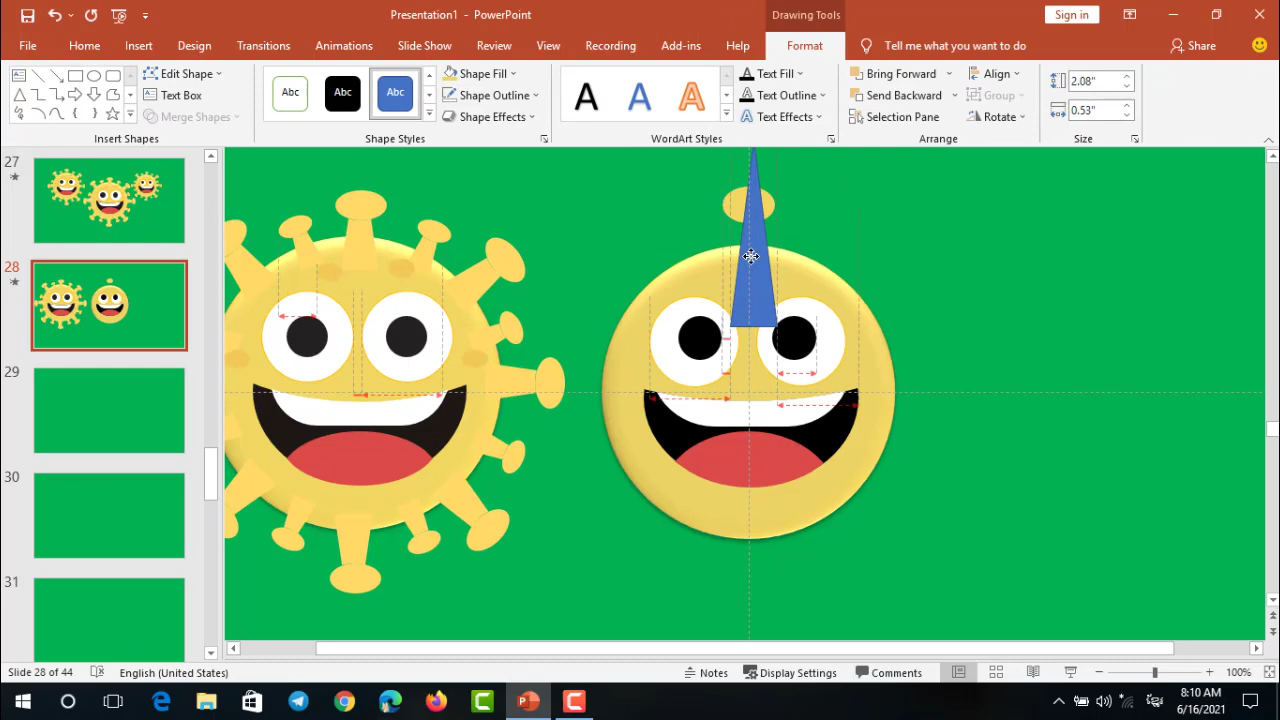 Presentation1 - PowerPoint
Drawing Tools
Sign in
File Home Insert Design Transitions Animations Slide Show Review View Recording Add-ins Help Format Tell me what you want to do Share
Edit Shape
Text Box
Merge Shapes
Insert Shapes
Abc Abc Abc
Shape Fill
Shape Outline
Shape Effects
Shape Styles
A A A
Text Fill
Text Outline
Text Effects
WordArt Styles
Bring Forward
Send Backward
Selection Pane
Align
Group
Rotate
Arrange
2.08"
0.53"
Size
27
28
29
30
31
Slide 28 of 44 English (United States) Notes Display Settings Comments 100%
8:10 AM
6/16/2021